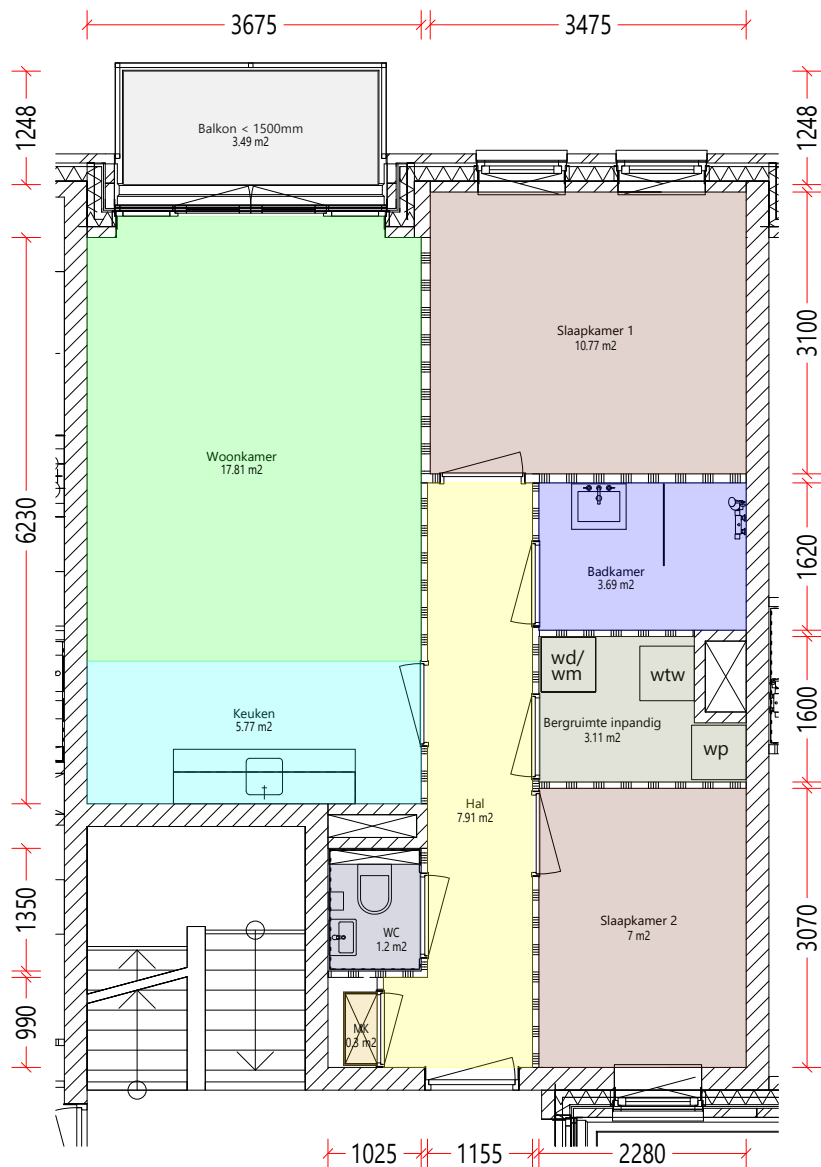 3675
3475
1248
1248
Balkon < 1500mm
3.49 m2
Slaapkamer 1
10.77 m2
3100
Woonkamer
17.81 m2
6230
Badkamer
3.69 m2
1620
wd/
wm
wtw
Bergruimte inpandig
3.11 m2
wp
1600
Keuken
5.77 m2
Hal
7.91 m2
1350
WC
1.2 m2
Slaapkamer 2
7 m2
3070
990
MK
0.3 m2
1025
1155
2280